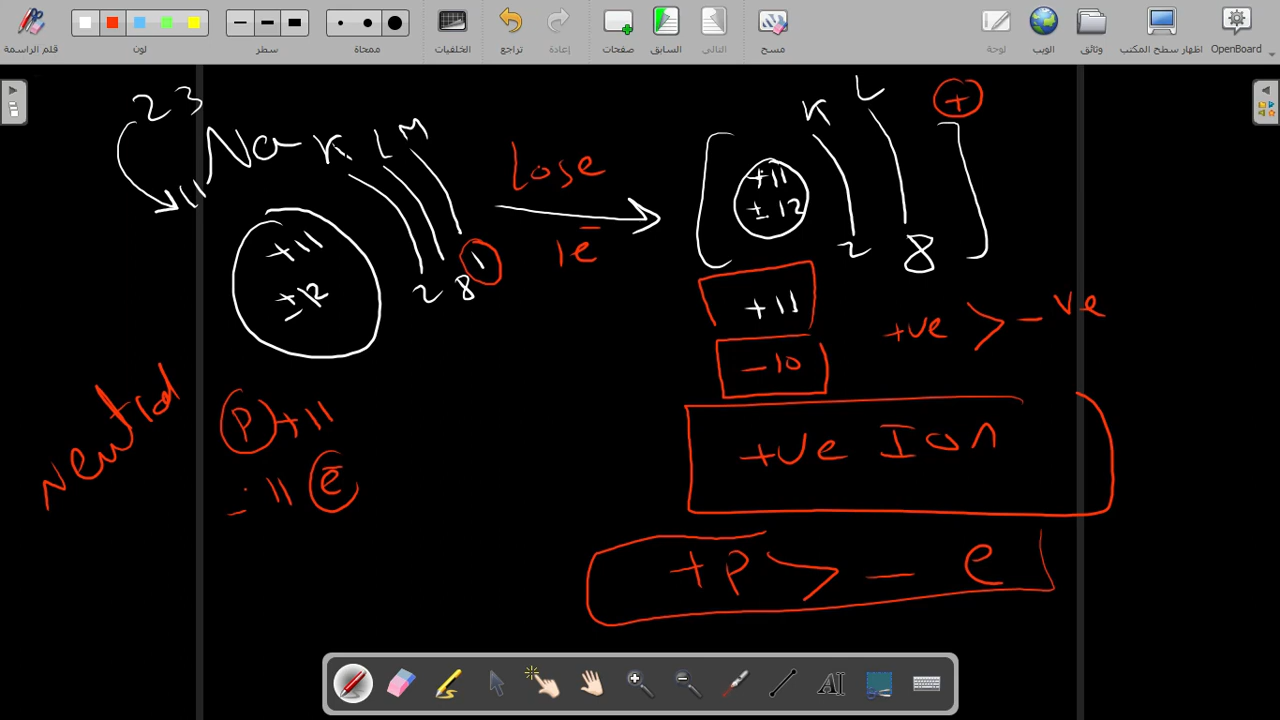 قلم الراسمة
لون
سطر
ممحاة
الخلفيات
تراجع
إعادة
صفحات
السابق
التالي
مسح
لوحة
الويب
وثائق
اظهار سطح المكتب
OpenBoard
23
Na
11
K L M
+11
± 12
2 8 1
Lose
1e̅
[ K L ] +
+11
± 12
2 8
+11
-10
+ve > -ve
+ve Ion
+P > - e
Neutral
P +11
-11 e̅
AI